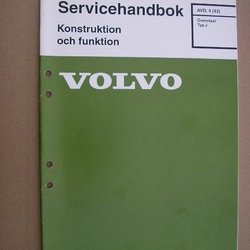 Servicehandbok
Konstruktion
och funktion
AVD. 4 (43)
Överväxel
Typ J
VOLVO